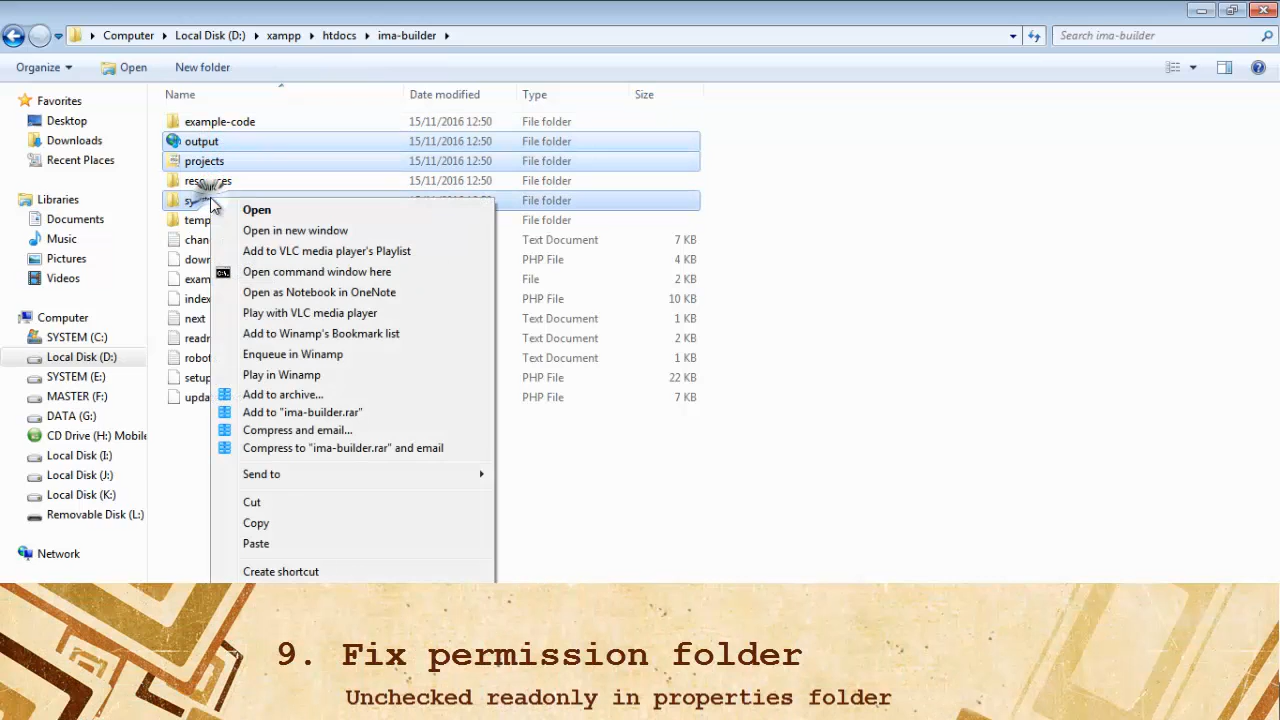 Computer Local Disk (D:) xampp htdocs ima-builder
Search ima-builder
Organize Open New folder
Name Date modified Type Size
Favorites
Desktop
Downloads
Recent Places
Libraries
Documents
Music
Pictures
Videos
Computer
SYSTEM (C:)
Local Disk (D:)
SYSTEM (E:)
MASTER (F:)
DATA (G:)
CD Drive (H:) Mobile
Local Disk (I:)
Local Disk (J:)
Local Disk (K:)
Removable Disk (L:)
Network
example-code 15/11/2016 12:50 File folder
output 15/11/2016 12:50 File folder
projects 15/11/2016 12:50 File folder
resources 15/11/2016 12:50 File folder
File folder
temp File folder
chan Text Document 7 KB
down PHP File 4 KB
exam File 2 KB
index PHP File 10 KB
next Text Document 1 KB
readr Text Document 2 KB
robot Text Document 1 KB
setup PHP File 22 KB
upda PHP File 7 KB
Open
Open in new window
Add to VLC media player's Playlist
Open command window here
Open as Notebook in OneNote
Play with VLC media player
Add to Winamp's Bookmark list
Enqueue in Winamp
Play in Winamp
Add to archive...
Add to "ima-builder.rar"
Compress and email...
Compress to "ima-builder.rar" and email
Send to
Cut
Copy
Paste
Create shortcut
9. Fix permission folder
Unchecked readonly in properties folder